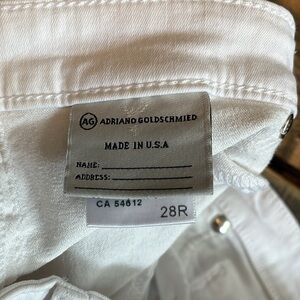 AG ADRIANO GOLDSCHMIED
MADE IN U.S.A
NAME:
ADDRESS:
CA 54612
28R